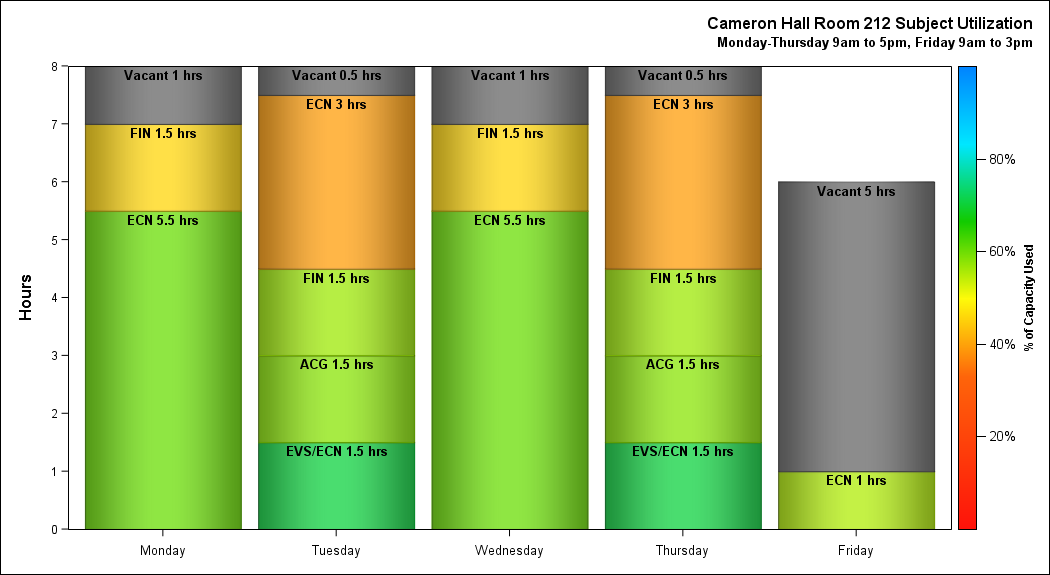 Cameron Hall Room 212 Subject Utilization
Monday-Thursday 9am to 5pm, Friday 9am to 3pm
Hours
8
7
6
5
4
3
2
1
0
Vacant 1 hrs
FIN 1.5 hrs
ECN 5.5 hrs
Vacant 0.5 hrs
ECN 3 hrs
FIN 1.5 hrs
ACG 1.5 hrs
EVS/ECN 1.5 hrs
Vacant 1 hrs
FIN 1.5 hrs
ECN 5.5 hrs
Vacant 0.5 hrs
ECN 3 hrs
FIN 1.5 hrs
ACG 1.5 hrs
EVS/ECN 1.5 hrs
Vacant 5 hrs
ECN 1 hrs
Monday
Tuesday
Wednesday
Thursday
Friday
80%
60%
40%
20%
% of Capacity Used